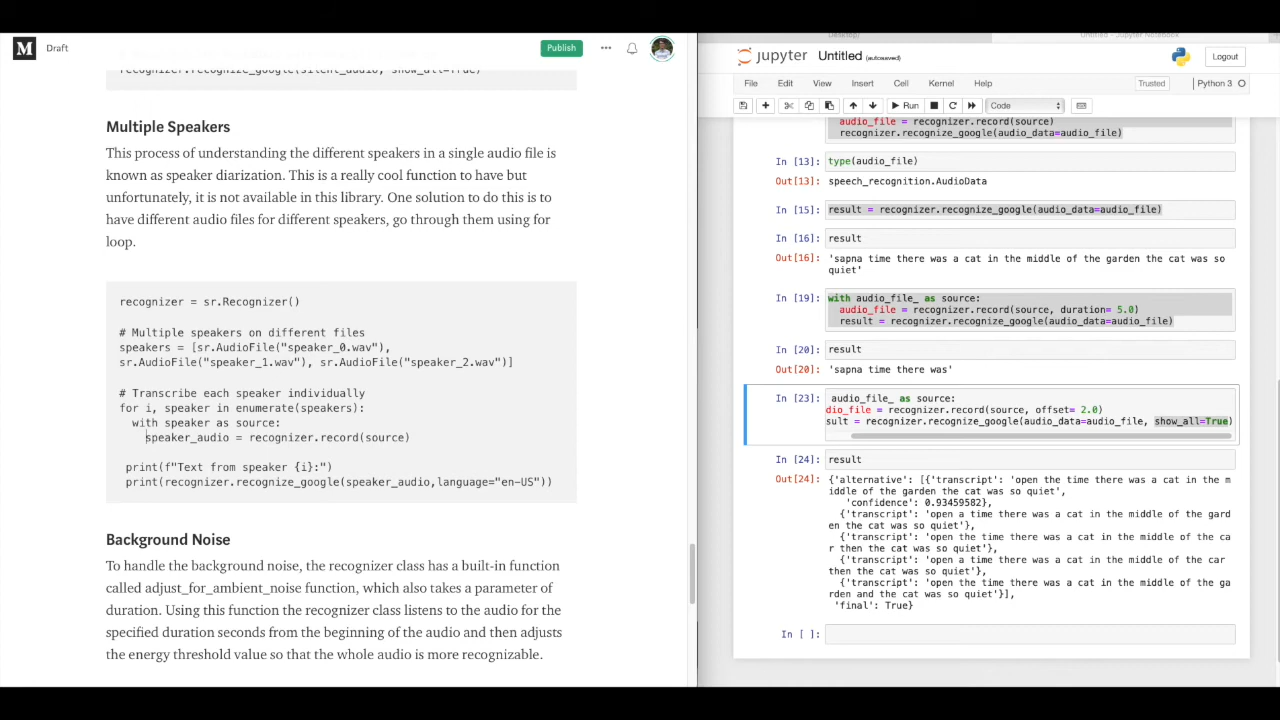 Draft
Publish
recognizer.recognize_google(silent_audio, show_all=True)
Multiple Speakers
This process of understanding the different speakers in a single audio file is
known as speaker diarization. This is a really cool function to have but
unfortunately, it is not available in this library. One solution to do this is to
have different audio files for different speakers, go through them using for
loop.
recognizer = sr.Recognizer()
# Multiple speakers on different files
speakers = [sr.AudioFile("speaker_0.wav"),
sr.AudioFile("speaker_1.wav"), sr.AudioFile("speaker_2.wav")]
# Transcribe each speaker individually
for i, speaker in enumerate(speakers):
with speaker as source:
speaker_audio = recognizer.record(source)
print(f"Text from speaker {i}:")
print(recognizer.recognize_google(speaker_audio,language="en-US"))
Background Noise
To handle the background noise, the recognizer class has a built-in function
called adjust_for_ambient_noise function, which also takes a parameter of
duration. Using this function the recognizer class listens to the audio for the
specified duration seconds from the beginning of the audio and then adjusts
the energy threshold value so that the whole audio is more recognizable.
Desktop/
Untitled - Jupyter Notebook
jupyter Untitled (autosaved)
Logout
File Edit View Insert Cell Kernel Help
Trusted Python 3
Run Code
audio_file = recognizer.record(source)
recognizer.recognize_google(audio_data=audio_file)
In [13]: type(audio_file)
Out[13]: speech_recognition.AudioData
In [15]: result = recognizer.recognize_google(audio_data=audio_file)
In [16]: result
Out[16]: 'sapna time there was a cat in the middle of the garden the cat was so
quiet'
In [19]: with audio_file_ as source:
audio_file = recognizer.record(source, duration= 5.0)
result = recognizer.recognize_google(audio_data=audio_file)
In [20]: result
Out[20]: 'sapna time there was'
In [23]: audio_file_ as source:
dio_file = recognizer.record(source, offset= 2.0)
sult = recognizer.recognize_google(audio_data=audio_file, show_all=True)
In [24]: result
Out[24]: {'alternative': [{'transcript': 'open the time there was a cat in the m
iddle of the garden the cat was so quiet',
'confidence': 0.93459582},
{'transcript': 'open a time there was a cat in the middle of the gard
en the cat was so quiet'},
{'transcript': 'open the time there was a cat in the middle of the ca
r then the cat was so quiet'},
{'transcript': 'open a time there was a cat in the middle of the car
then the cat was so quiet'},
{'transcript': 'open the time there was a cat in the middle of the ga
rden and the cat was so quiet'}],
'final': True}
In [ ]: